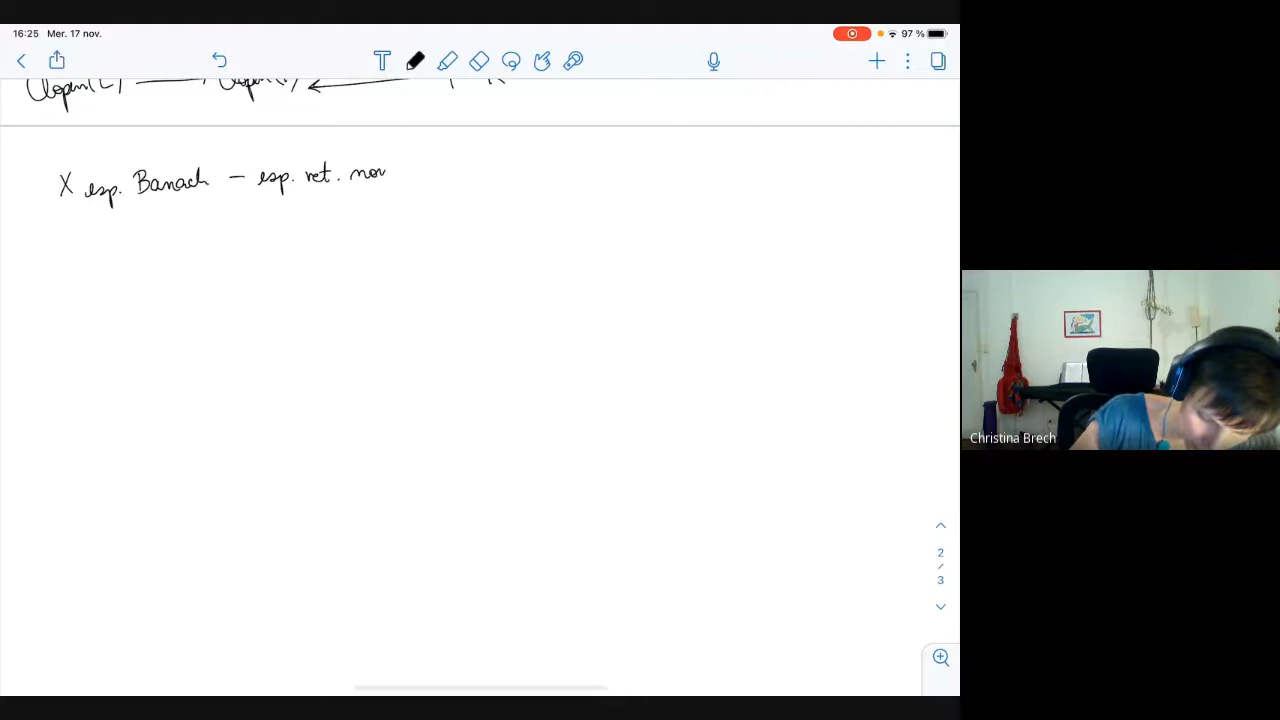 16:25 Mer. 17 nov. 97 %
X esp. Banach — esp. vet. nor
Christina Brech
2
3